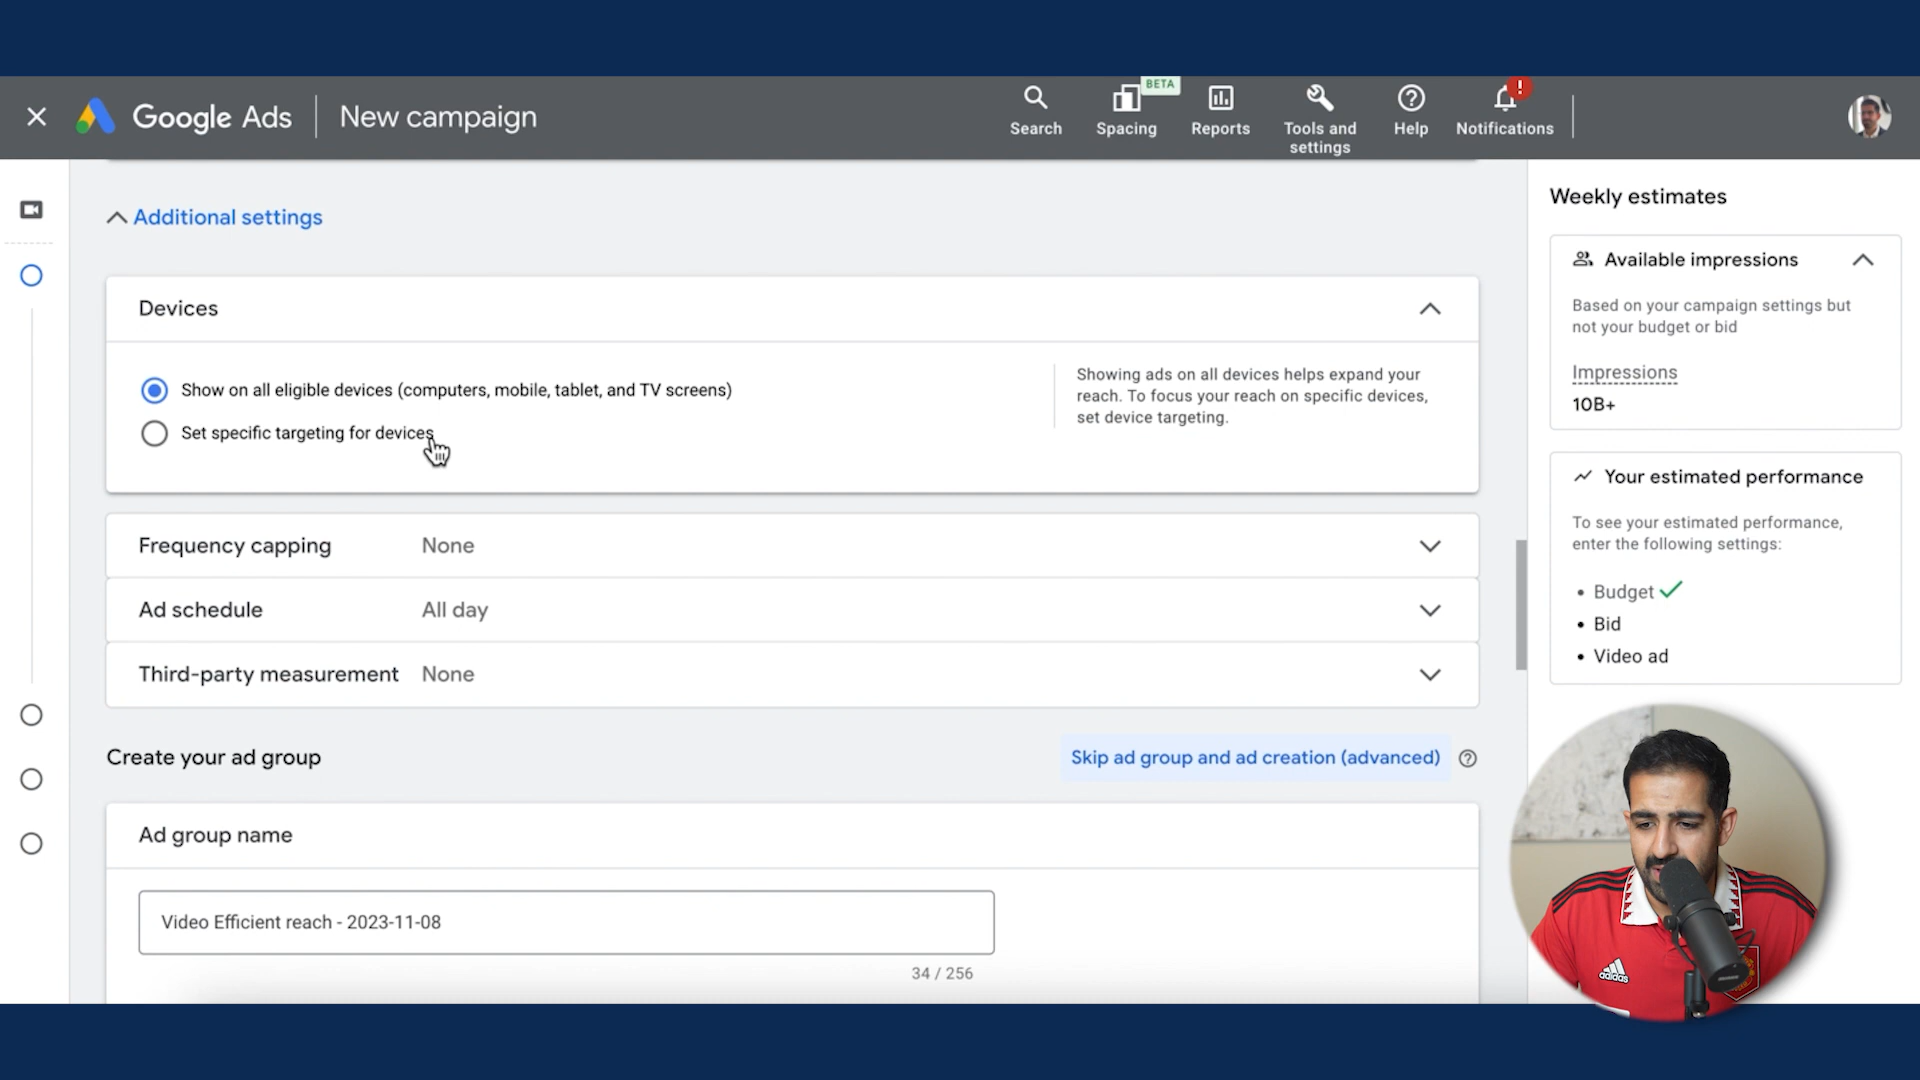 Google Ads
New campaign
Search
Spacing
BETA
Reports
Tools and
settings
Help
!
Notifications
Additional settings
Devices
Show on all eligible devices (computers, mobile, tablet, and TV screens)
Set specific targeting for devices
Showing ads on all devices helps expand your
reach. To focus your reach on specific devices,
set device targeting.
Frequency capping None
Ad schedule All day
Third-party measurement None
Create your ad group
Skip ad group and ad creation (advanced)
Ad group name
Video Efficient reach - 2023-11-08
34 / 256
Weekly estimates
Available impressions
Based on your campaign settings but
not your budget or bid
Impressions
10B+
Your estimated performance
To see your estimated performance,
enter the following settings:
• Budget
• Bid
• Video ad
adidas